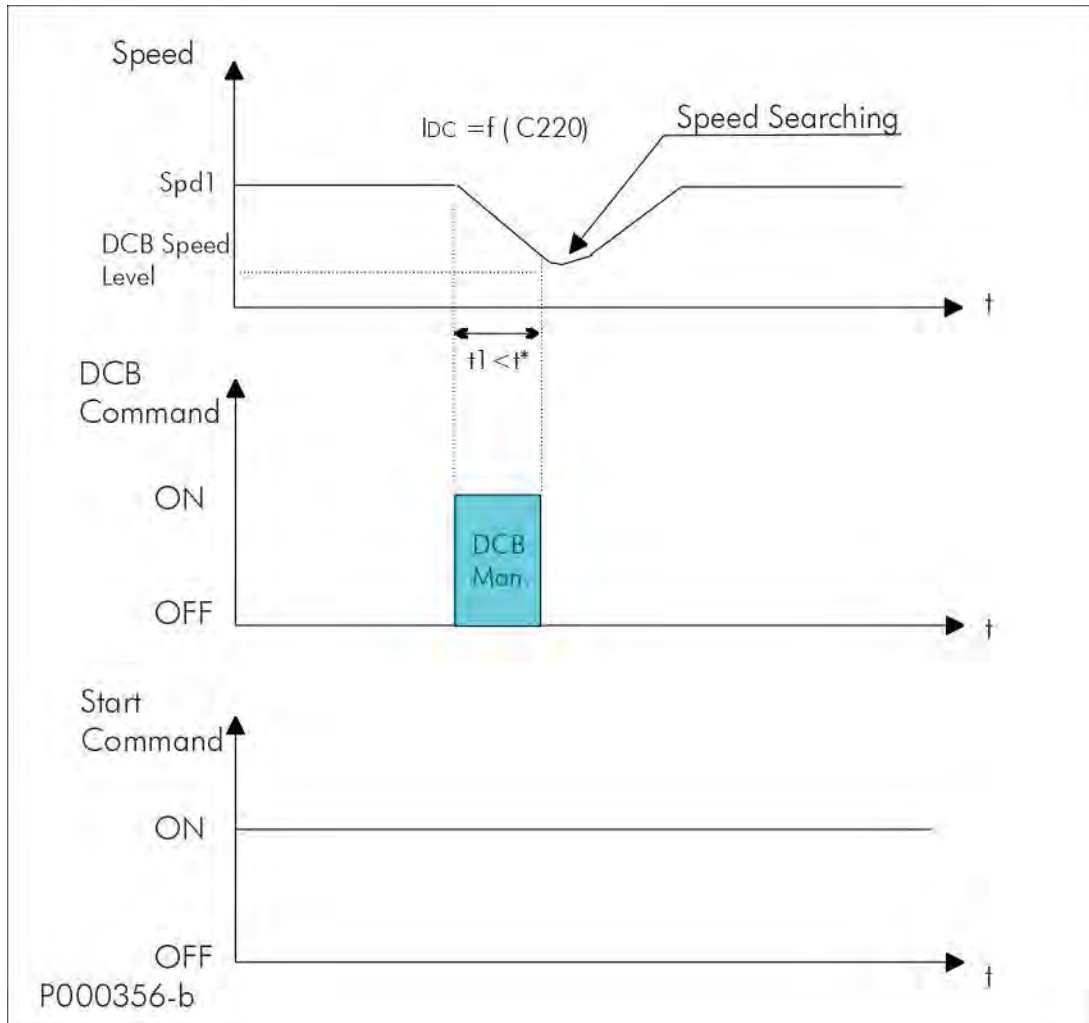 Speed
IDC =f ( C220)
Speed Searching
Spd1
DCB Speed
Level
t
t1 <t*
DCB
Command
ON
DCB
Man.
OFF
t
Start
Command
ON
OFF
t
P000356-b